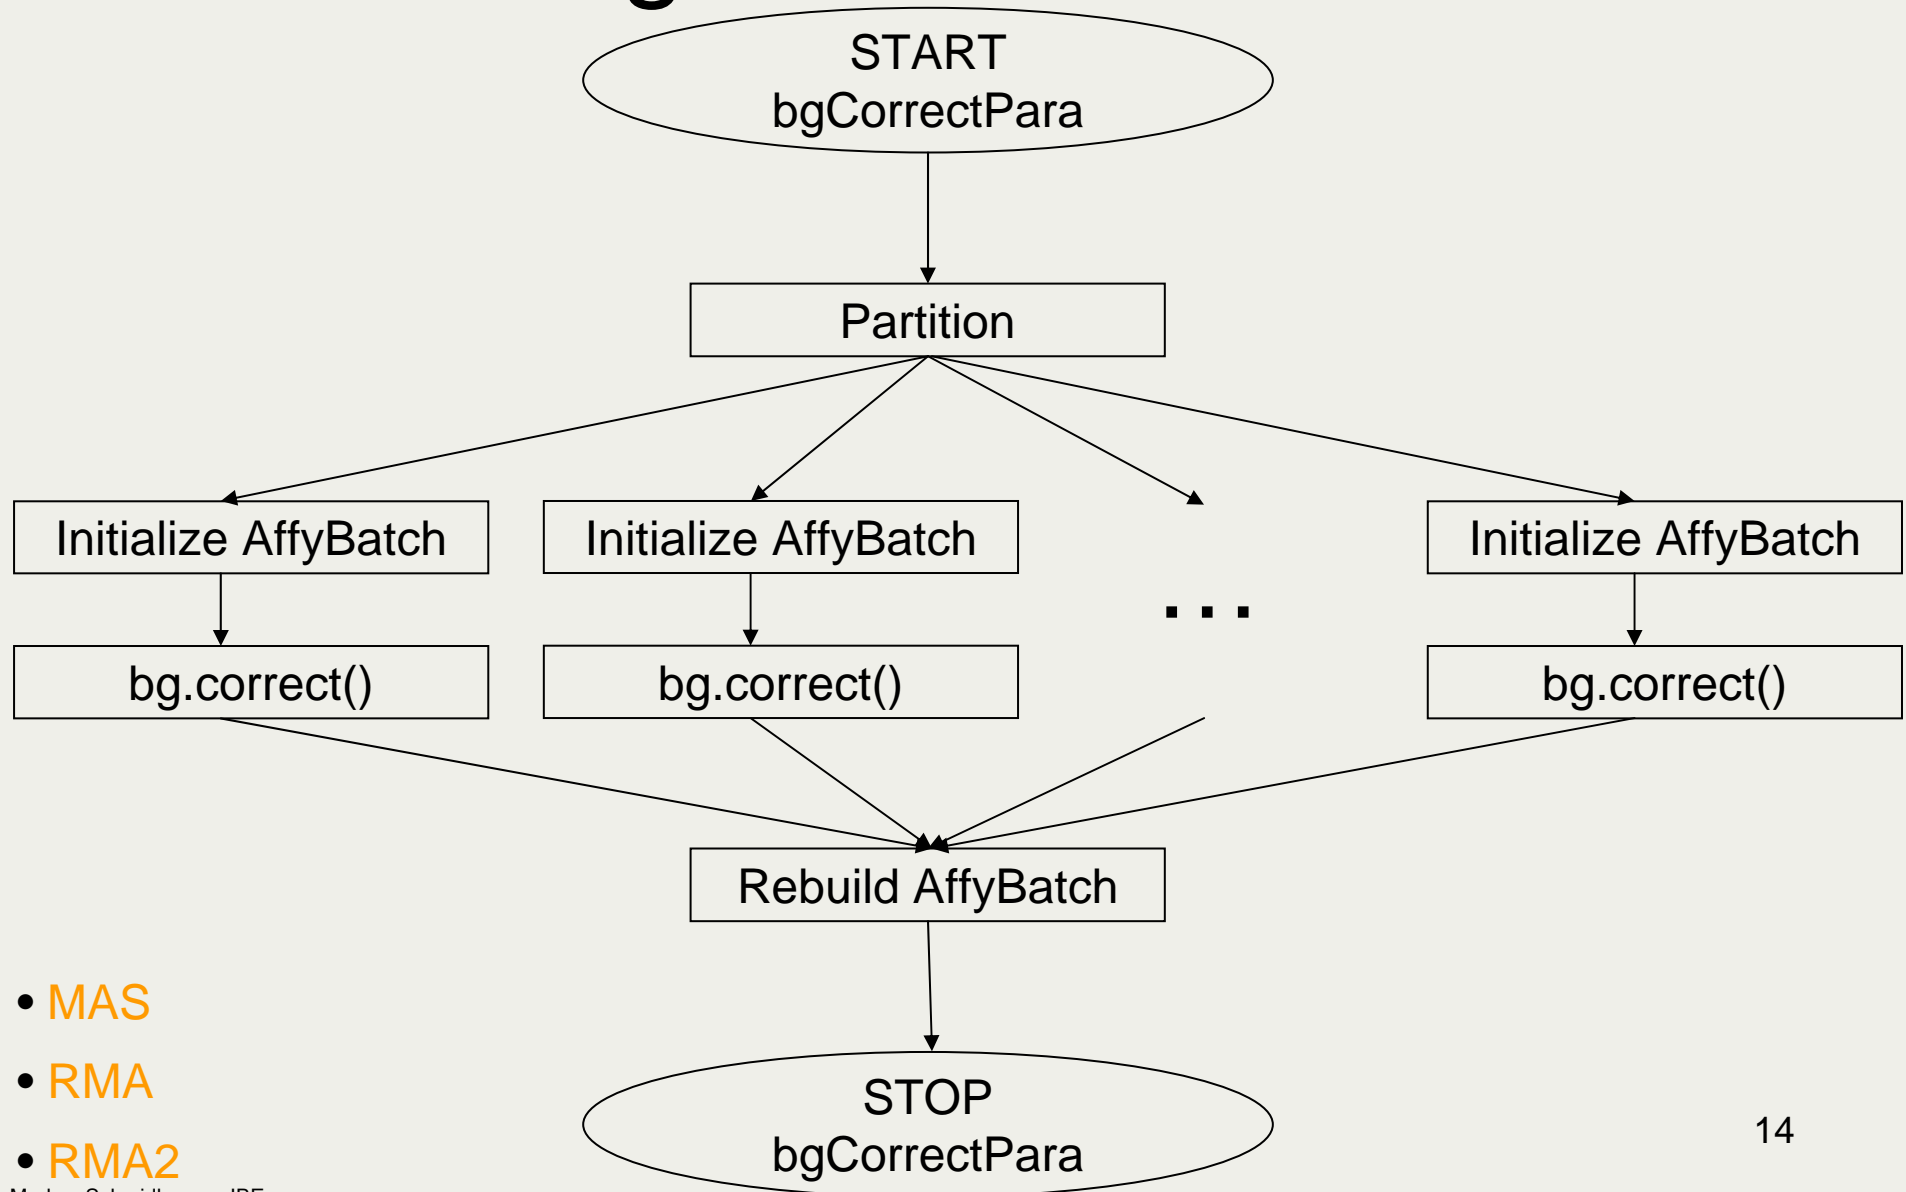 START
bgCorrectPara
Partition
Initialize AffyBatch
Initialize AffyBatch
Initialize AffyBatch
...
bg.correct()
bg.correct()
bg.correct()
Rebuild AffyBatch
• MAS
• RMA
• RMA2
STOP
bgCorrectPara
14